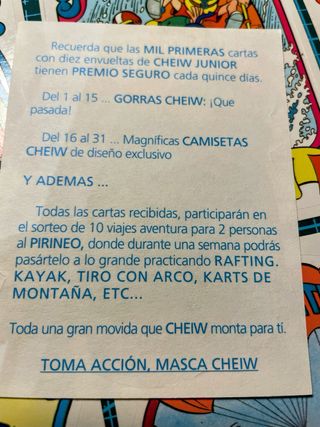 Recuerda que las MIL PRIMERAS cartas
con diez envueltas de CHEIW JUNIOR
tienen PREMIO SEGURO cada quince días.
Del 1 al 15 ... GORRAS CHEIW: ¡Que
pasada!
Del 16 al 31 ... Magníficas CAMISETAS
CHEIW de diseño exclusivo
Y ADEMAS ...
Todas las cartas recibidas, participarán en
el sorteo de 10 viajes aventura para 2 personas
al PIRINEO, donde durante una semana podrás
pasártelo a lo grande practicando RAFTING.
KAYAK, TIRO CON ARCO, KARTS DE
MONTAÑA, ETC...
Toda una gran movida que CHEIW monta para tí.
TOMA ACCIÓN, MASCA CHEIW